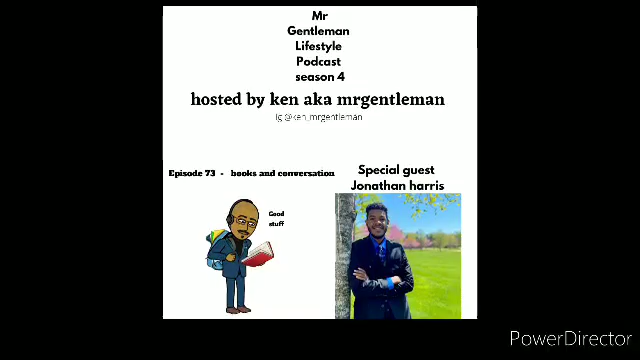 Mr
Gentleman
Lifestyle
Podcast
season 4
hosted by ken aka mrgentleman
ig @ken_mrgentleman
Episode 73 - books and conversation
Special guest
Jonathan harris
Good
stuff
PowerDirector